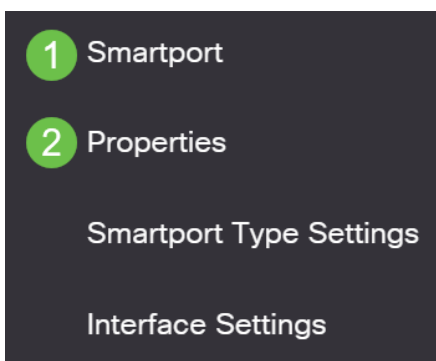 1 Smartport
2 Properties
Smartport Type Settings
Interface Settings